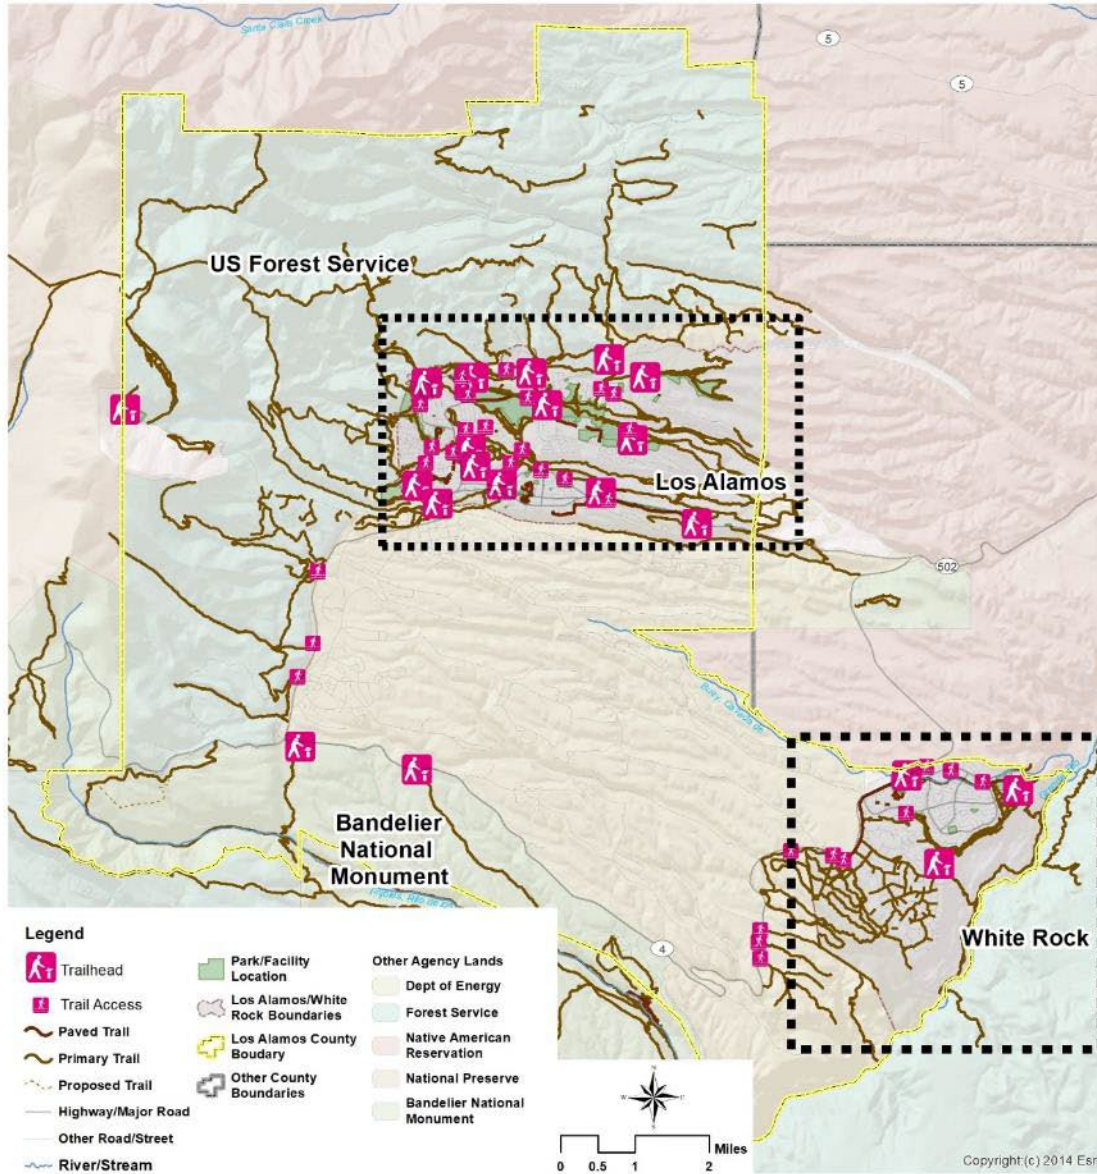 Santa Clara Creek
5
5
US Forest Service
Los Alamos
502
Bandelier
National
Monument
4
White Rock
Legend
Trailhead
Trail Access
Paved Trail
Primary Trail
Proposed Trail
Highway/Major Road
Other Road/Street
River/Stream
Park/Facility
Location
Los Alamos/White
Rock Boundaries
Los Alamos County
Boudary
Other County
Boundaries
Other Agency Lands
Dept of Energy
Forest Service
Native American
Reservation
National Preserve
Bandelier National
Monument
N
W
E
S
0 0.5 1 2 Miles
Copyright:(c) 2014 Esri